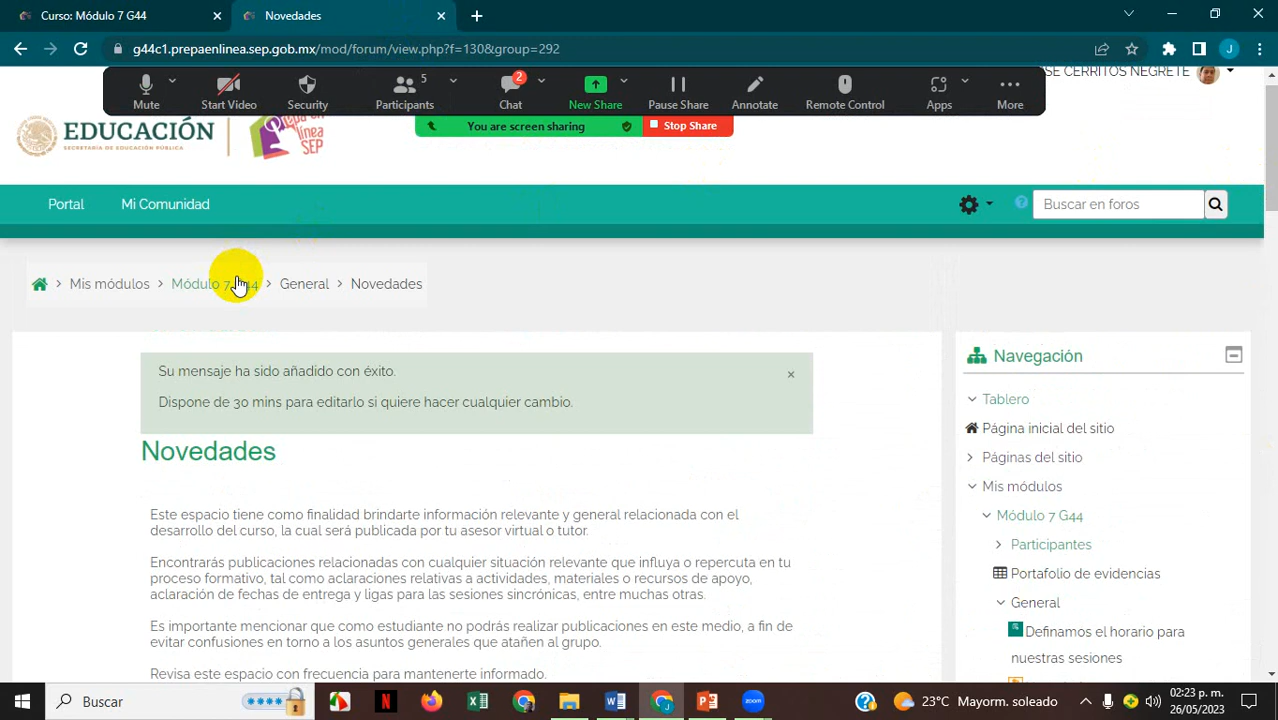 Curso: Módulo 7 G44
Novedades
g44c1.prepaenlinea.sep.gob.mx/mod/forum/view.php?f=130&group=292
J
Mute
Start Video
Security
5
Participants
2
Chat
New Share
Pause Share
Annotate
Remote Control
Apps
More
SE CERRITOS NEGRETE
You are screen sharing
Stop Share
EDUCACIÓN
SECRETARÍA DE EDUCACIÓN PÚBLICA
Prepa en línea SEP
Portal
Mi Comunidad
Buscar en foros
Mis módulos
Módulo 7 G44
General
Novedades
Su mensaje ha sido añadido con éxito.
Dispone de 30 mins para editarlo si quiere hacer cualquier cambio.
Novedades
Este espacio tiene como finalidad brindarte información relevante y general relacionada con el
desarrollo del curso, la cual será publicada por tu asesor virtual o tutor.
Encontrarás publicaciones relacionadas con cualquier situación relevante que influya o repercuta en tu
proceso formativo, tal como aclaraciones relativas a actividades, materiales o recursos de apoyo,
aclaración de fechas de entrega y ligas para las sesiones sincrónicas, entre muchas otras.
Es importante mencionar que como estudiante no podrás realizar publicaciones en este medio, a fin de
evitar confusiones en torno a los asuntos generales que atañen al grupo.
Revisa este espacio con frecuencia para mantenerte informado.
Navegación
Tablero
Página inicial del sitio
Páginas del sitio
Mis módulos
Módulo 7 G44
Participantes
Portafolio de evidencias
General
Definamos el horario para
nuestras sesiones
Buscar
23°C Mayorm. soleado
02:23 p. m.
26/05/2023